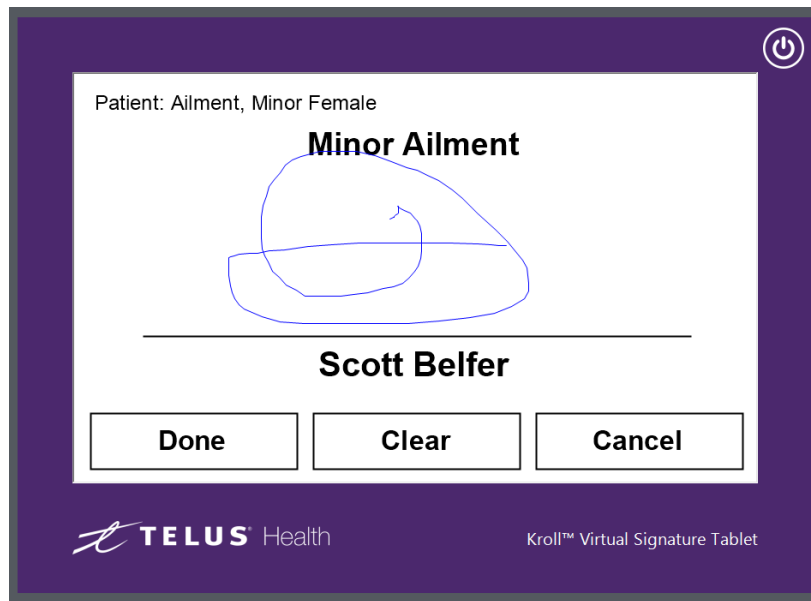 Patient: Ailment, Minor Female
Minor Ailment
Scott Belfer
Done Clear Cancel
TELUS® Health Kroll™ Virtual Signature Tablet